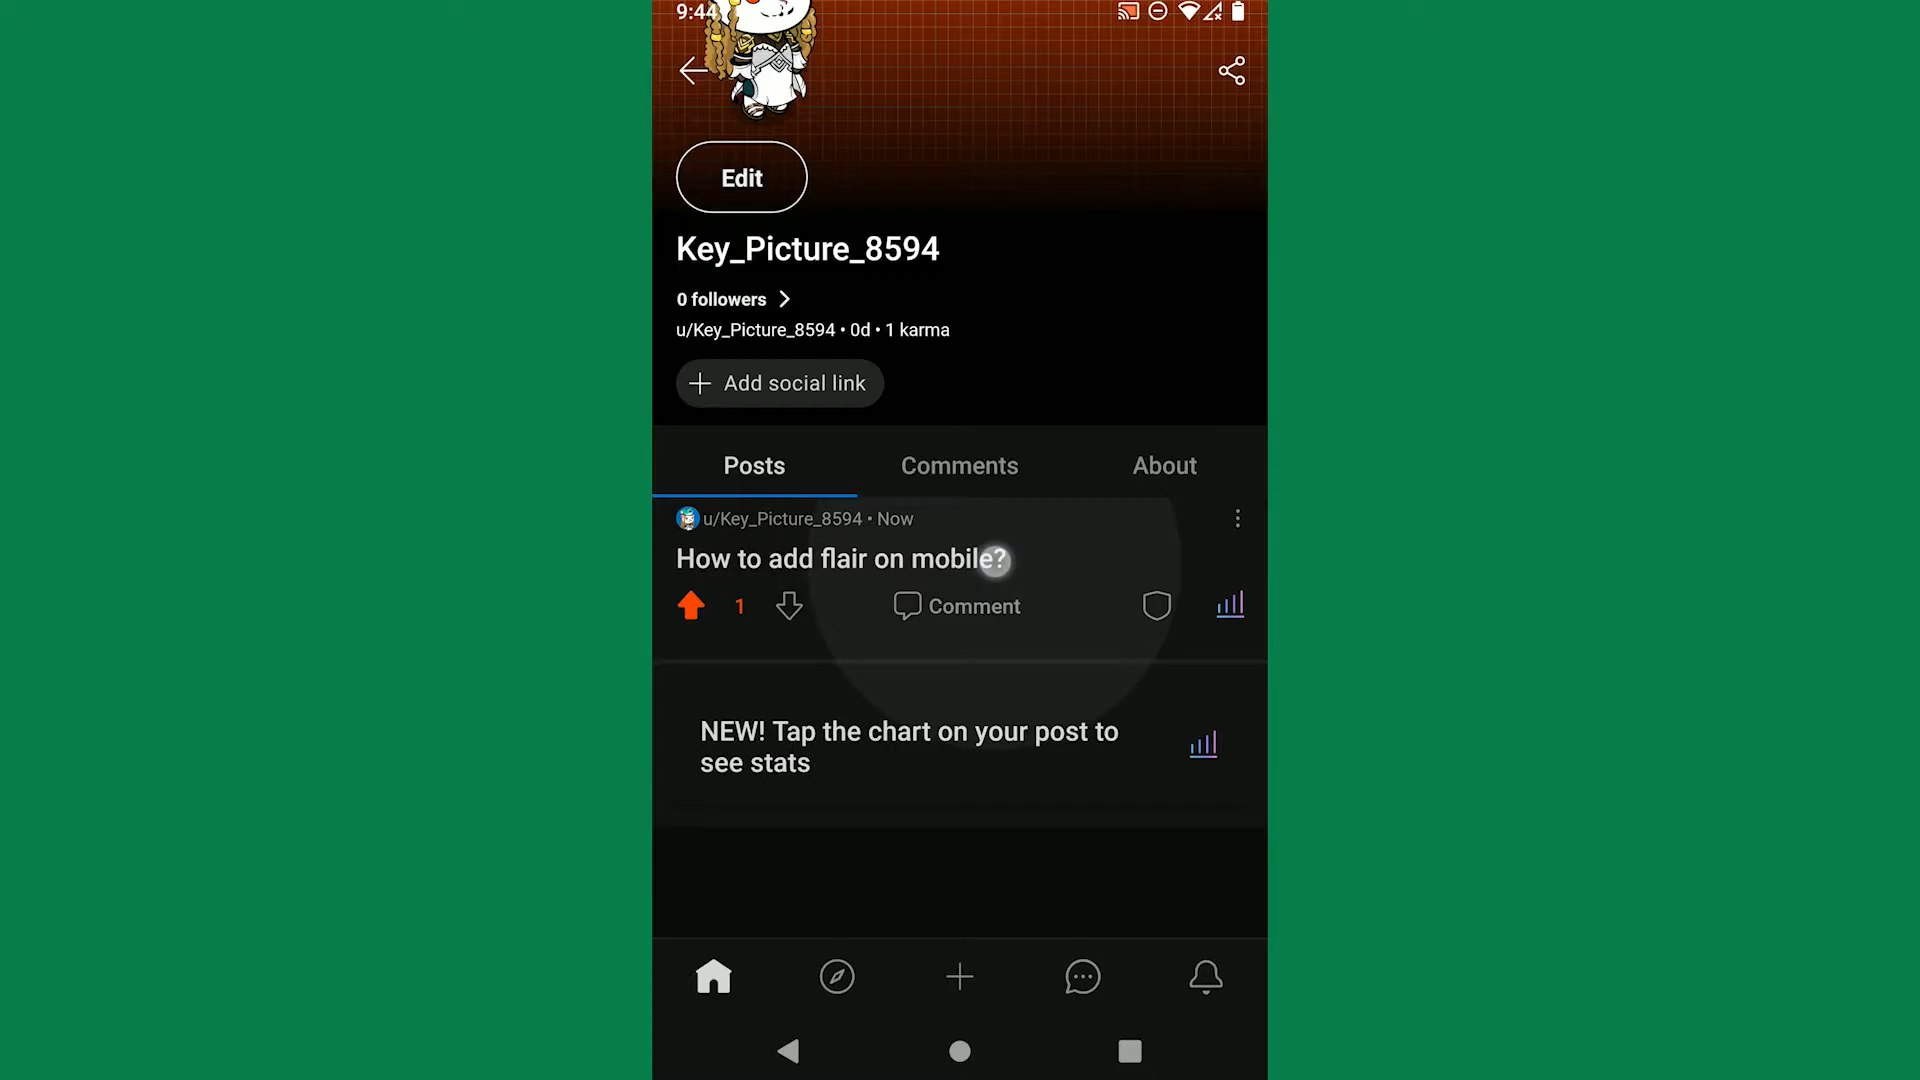 9:44
Edit
Key_Picture_8594
0 followers
u/Key_Picture_8594 • 0d • 1 karma
Add social link
Posts Comments About
u/Key_Picture_8594 • Now
How to add flair on mobile?
1 Comment
NEW! Tap the chart on your post to
see stats